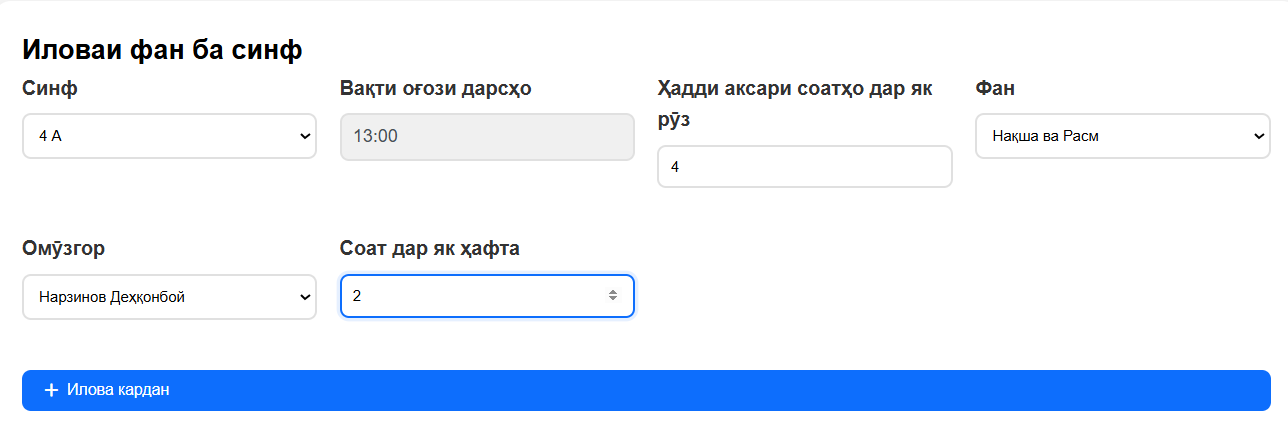 Иловаи фан ба синф
Синф
Вақти оғози дарсҳо
Ҳадди аксари соатҳо дар як
рӯз
Фан
4 А
13:00
4
Нақша ва Расм
Омӯзгор
Соат дар як ҳафта
Нарзинов Деҳқонбой
2
+ Илова кардан